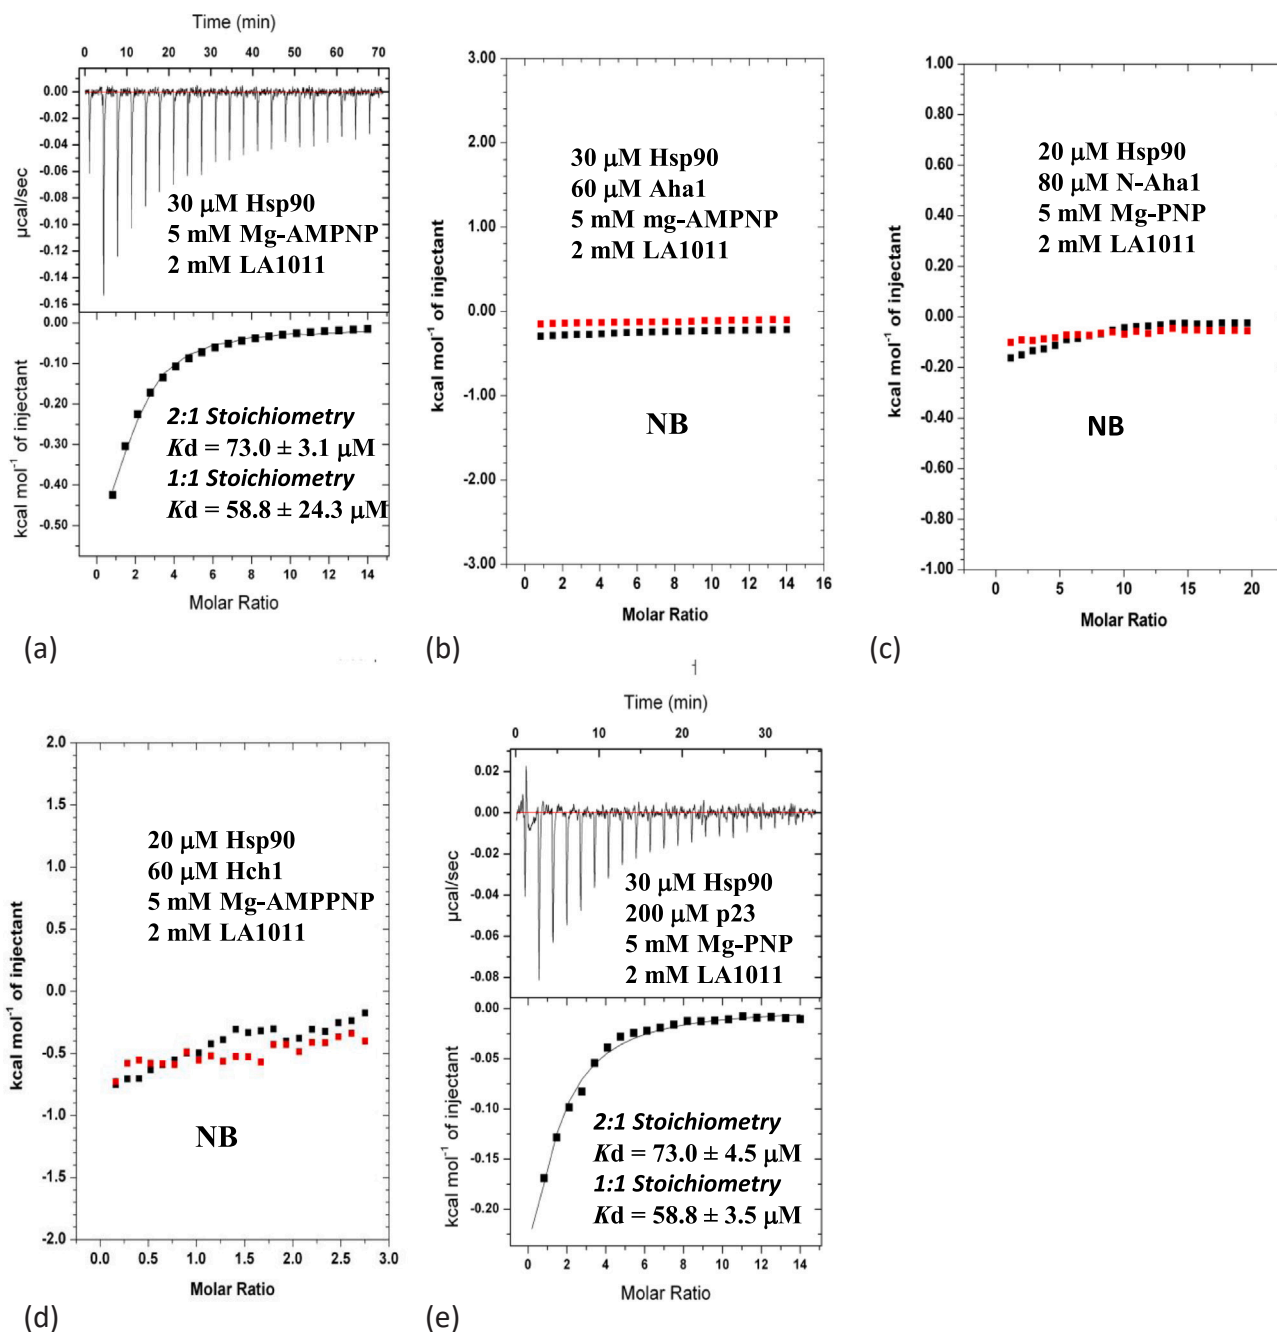 Time (min)
0 10 20 30 40 50 60 70
0.00
-0.02
-0.04
-0.06
-0.08
-0.10
-0.12
-0.14
-0.16
µcal/sec
30 µM Hsp90
5 mM Mg-AMPNP
2 mM LA1011
0.00
-0.10
-0.20
-0.30
-0.40
-0.50
kcal mol⁻¹ of injectant
2:1 Stoichiometry
Kd = 73.0 ± 3.1 µM
1:1 Stoichiometry
Kd = 58.8 ± 24.3 µM
0 2 4 6 8 10 12 14
Molar Ratio
(a)
3.00
2.00
1.00
0.00
-1.00
-2.00
-3.00
kcal mol⁻¹ of injectant
30 µM Hsp90
60 µM Aha1
5 mM mg-AMPNP
2 mM LA1011
NB
0 2 4 6 8 10 12 14 16
Molar Ratio
(b)
1.00
0.80
0.60
0.40
0.20
0.00
-0.20
-0.40
-0.60
-0.80
-1.00
kcal mol⁻¹ of injectant
20 µM Hsp90
80 µM N-Aha1
5 mM Mg-PNP
2 mM LA1011
NB
0 5 10 15 20
Molar Ratio
(c)
2.0
1.5
1.0
0.5
0.0
-0.5
-1.0
-1.5
-2.0
kcal mol⁻¹ of injectant
20 µM Hsp90
60 µM Hch1
5 mM Mg-AMPPNP
2 mM LA1011
NB
0.0 0.5 1.0 1.5 2.0 2.5 3.0
Molar Ratio
(d)
Time (min)
0 10 20 30
0.02
0.00
-0.02
-0.04
-0.06
-0.08
µcal/sec
30 µM Hsp90
200 µM p23
5 mM Mg-PNP
2 mM LA1011
0.00
-0.05
-0.10
-0.15
-0.20
kcal mol⁻¹ of injectant
2:1 Stoichiometry
Kd = 73.0 ± 4.5 µM
1:1 Stoichiometry
Kd = 58.8 ± 3.5 µM
0 2 4 6 8 10 12 14
Molar Ratio
(e)